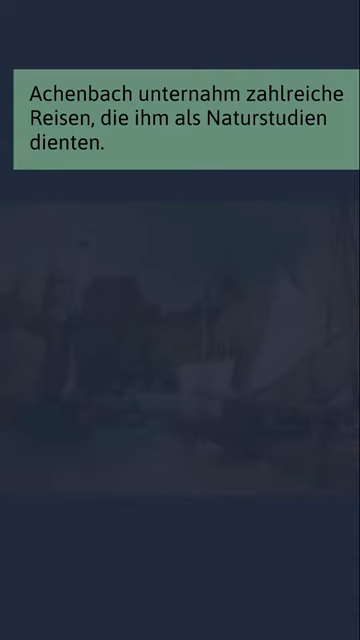 Achenbach unternahm zahlreiche
Reisen, die ihm als Naturstudien
dienten.